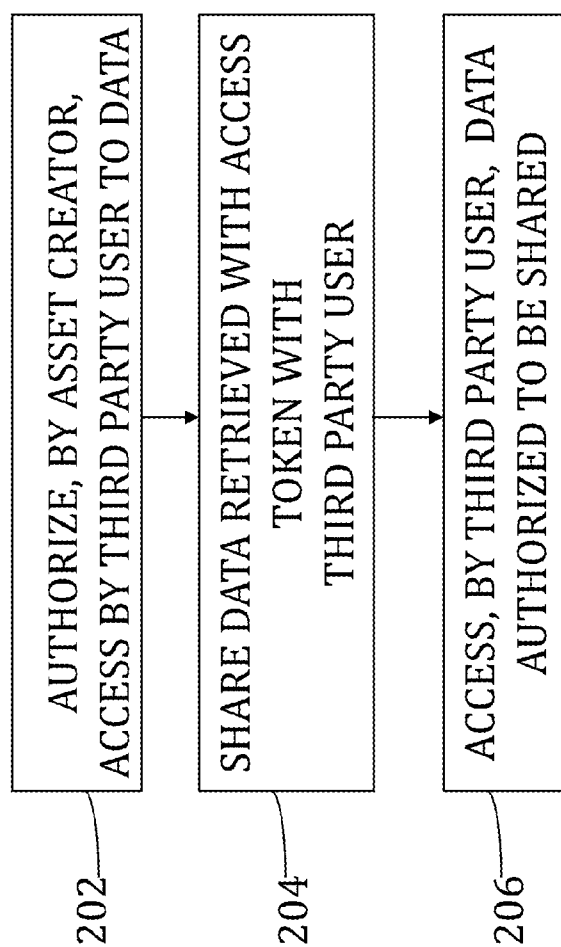 202
AUTHORIZE, BY ASSET CREATOR,
ACCESS BY THIRD PARTY USER TO DATA
204
SHARE DATA RETRIEVED WITH ACCESS
TOKEN WITH
THIRD PARTY USER
206
ACCESS, BY THIRD PARTY USER, DATA
AUTHORIZED TO BE SHARED